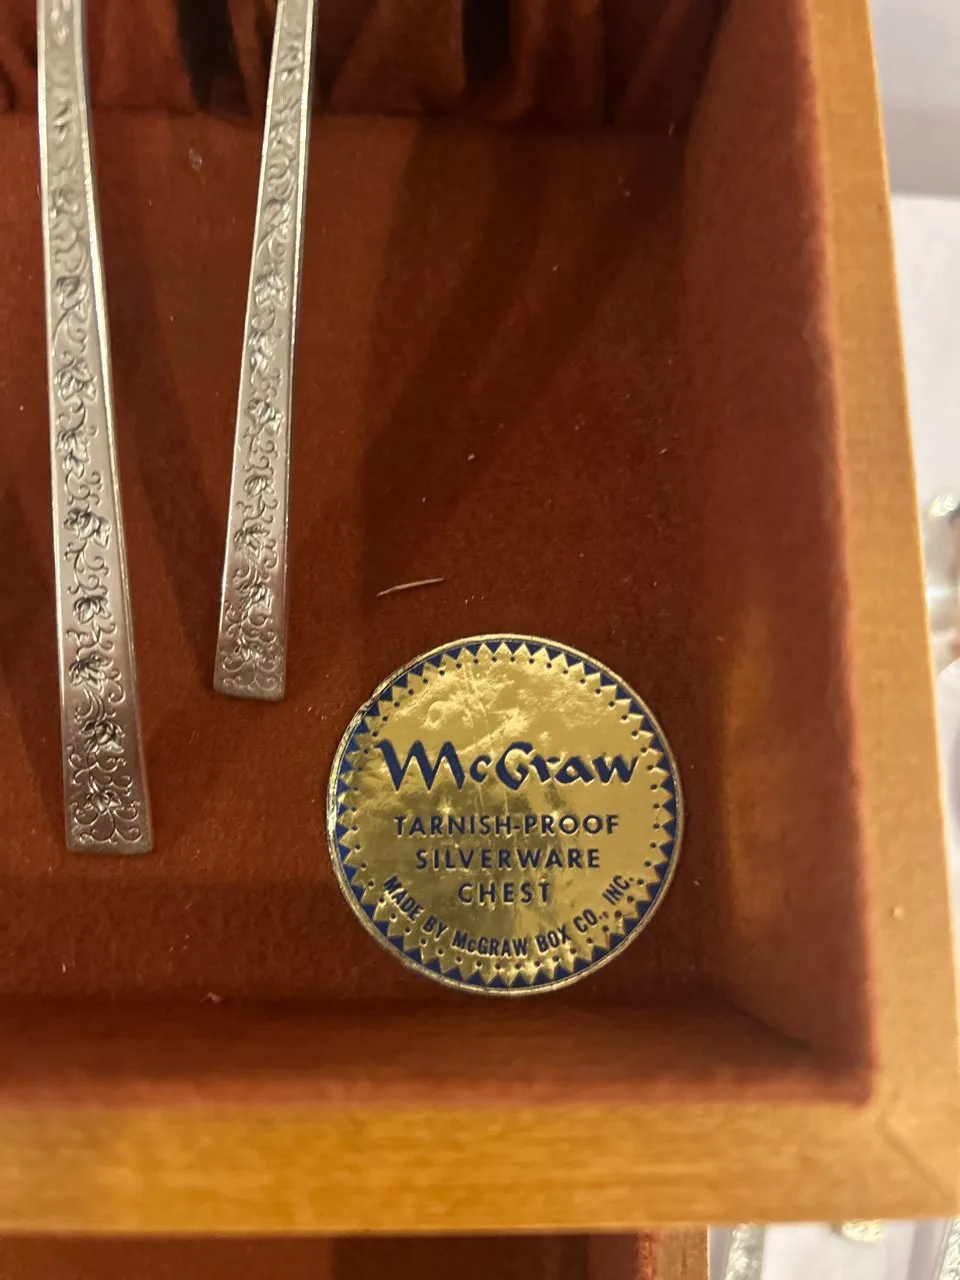 McGraw
TARNISH-PROOF
SILVERWARE
CHEST
MADE BY McGRAW BOX CO., INC.